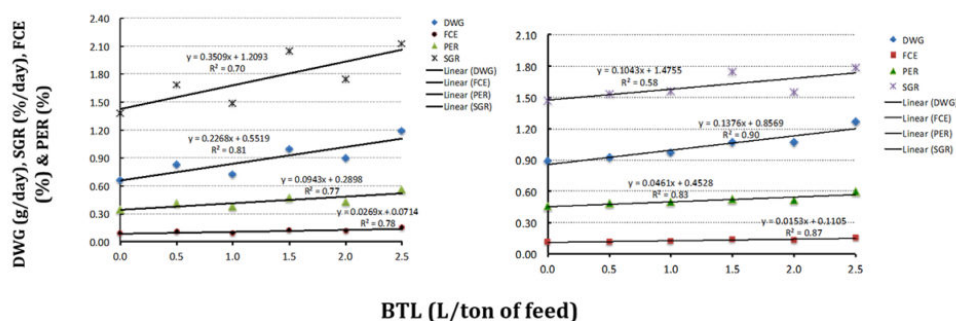 DWG (g/day), SGR (%/day), FCE
(%) & PER (%)
2.40
2.10
1.80
1.50
1.20
0.90
0.60
0.30
0.00
y = 0.3509x + 1.2093
R² = 0.70
y = 0.2268x + 0.5519
R² = 0.81
y = 0.0943x + 0.2898
R² = 0.77
y = 0.0269x + 0.0714
R² = 0.78
0.0 0.5 1.0 1.5 2.0 2.5
DWG
FCE
PER
SGR
Linear (DWG)
Linear (FCE)
Linear (PER)
Linear (SGR)
2.40
2.10
1.80
1.50
1.20
0.90
0.60
0.30
0.00
y = 0.1043x + 1.4755
R² = 0.58
y = 0.1376x + 0.8569
R² = 0.90
y = 0.0461x + 0.4528
R² = 0.83
y = 0.0153x + 0.1105
R² = 0.87
0.0 0.5 1.0 1.5 2.0 2.5
DWG
FCE
PER
SGR
Linear (DWG)
Linear (FCE)
Linear (PER)
Linear (SGR)
BTL (L/ton of feed)